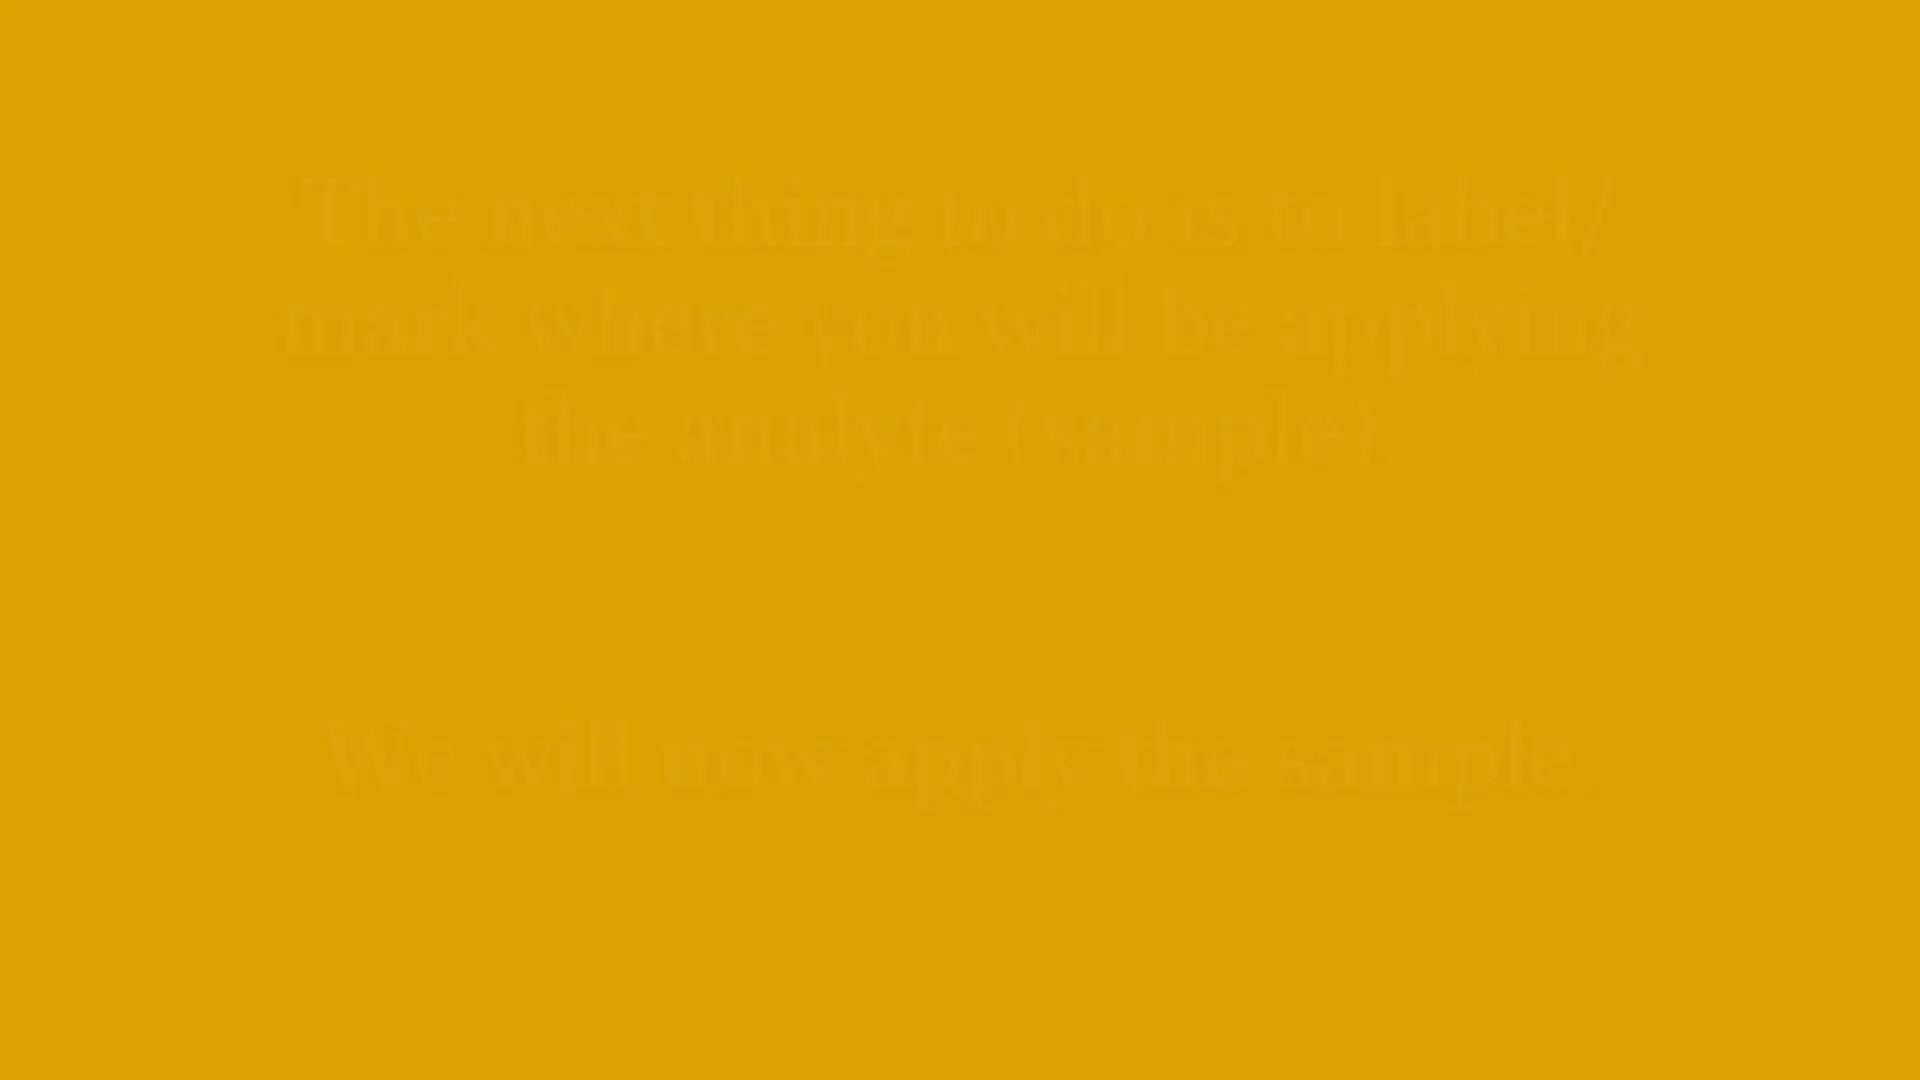 The next thing to do is to label/
mark where you will be applying
the analyte (sample).
We will now apply the sample.